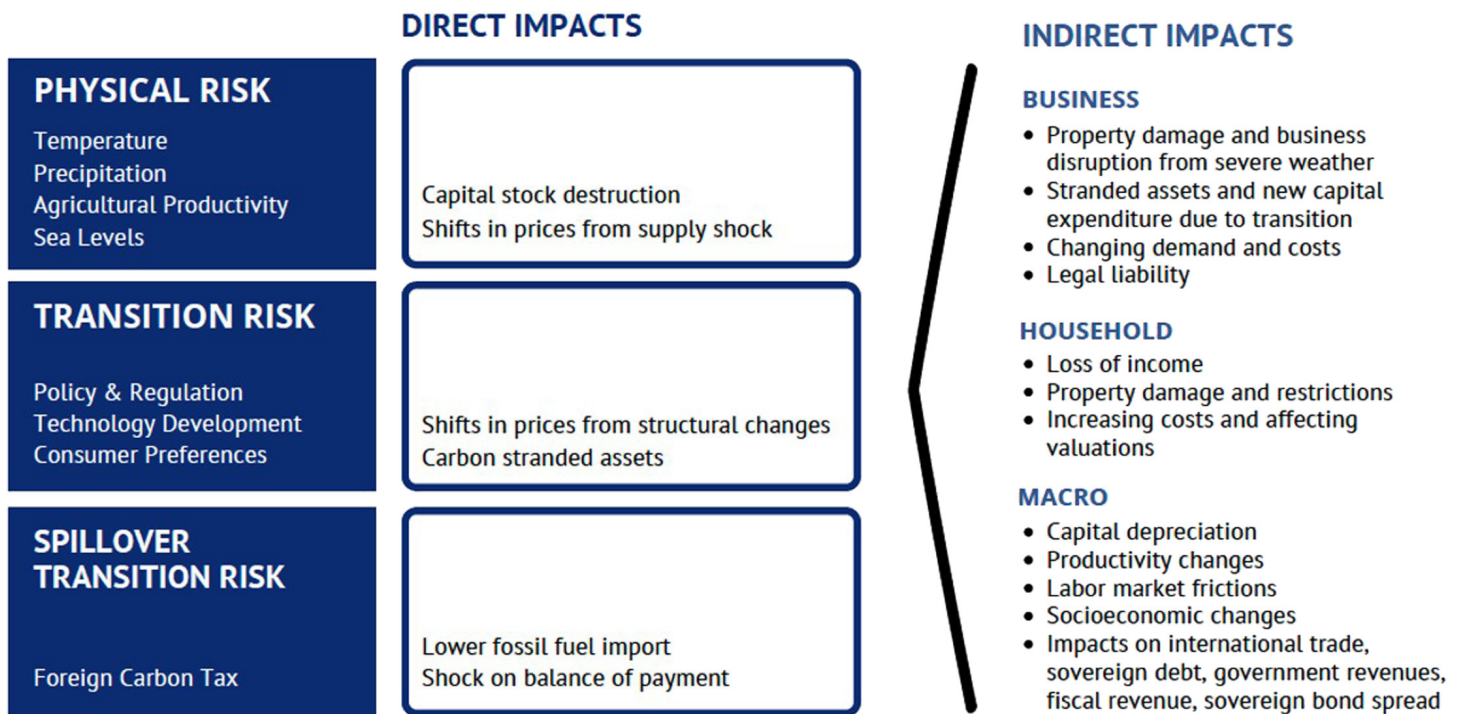 DIRECT IMPACTS
INDIRECT IMPACTS
PHYSICAL RISK
Temperature
Precipitation
Agricultural Productivity
Sea Levels
Capital stock destruction
Shifts in prices from supply shock
TRANSITION RISK
Policy & Regulation
Technology Development
Consumer Preferences
Shifts in prices from structural changes
Carbon stranded assets
SPILLOVER
TRANSITION RISK
Foreign Carbon Tax
Lower fossil fuel import
Shock on balance of payment
BUSINESS
• Property damage and business
disruption from severe weather
• Stranded assets and new capital
expenditure due to transition
• Changing demand and costs
• Legal liability
HOUSEHOLD
• Loss of income
• Property damage and restrictions
• Increasing costs and affecting
valuations
MACRO
• Capital depreciation
• Productivity changes
• Labor market frictions
• Socioeconomic changes
• Impacts on international trade,
sovereign debt, government revenues,
fiscal revenue, sovereign bond spread